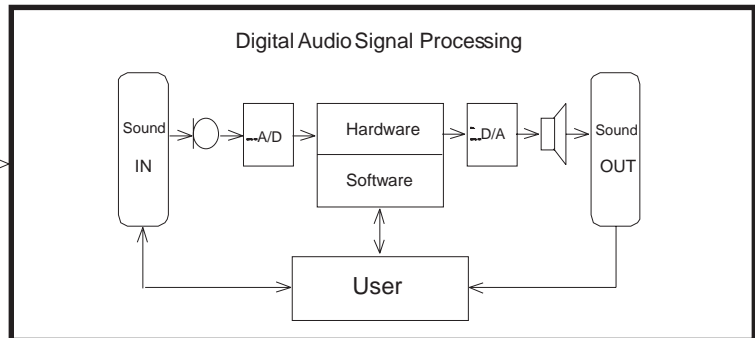 Digital Audio Signal Processing
Sound
IN
A/D
Hardware
Software
D/A
Sound
OUT
User